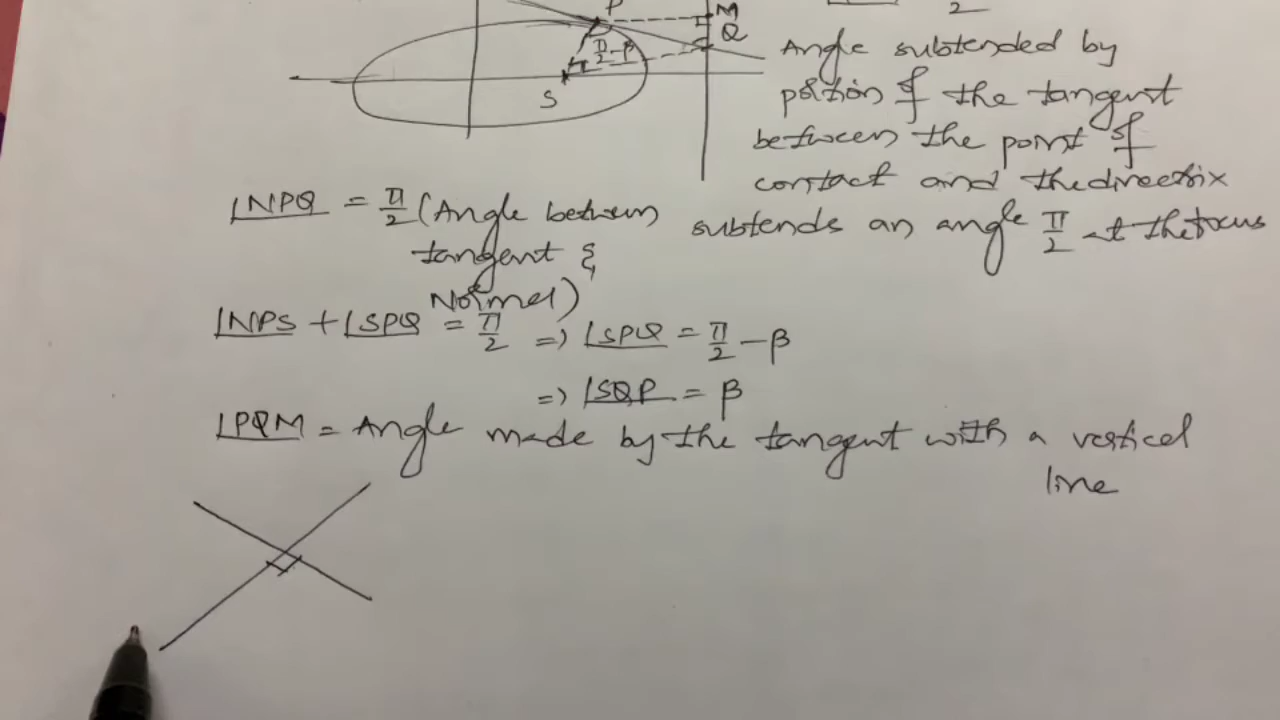 P
M
Q
π/2 - β
S
2
Angle subtended by
portion of the tangent
between the point of
contact and the directrix
subtends an angle π/2 at the focus
∠NPQ = π/2 (Angle between
tangent &
Normal)
∠NPS + ∠SPQ = π/2 => ∠SPQ = π/2 - β
=> ∠SQP = β
∠PQM = Angle made by the tangent with a vertical
line